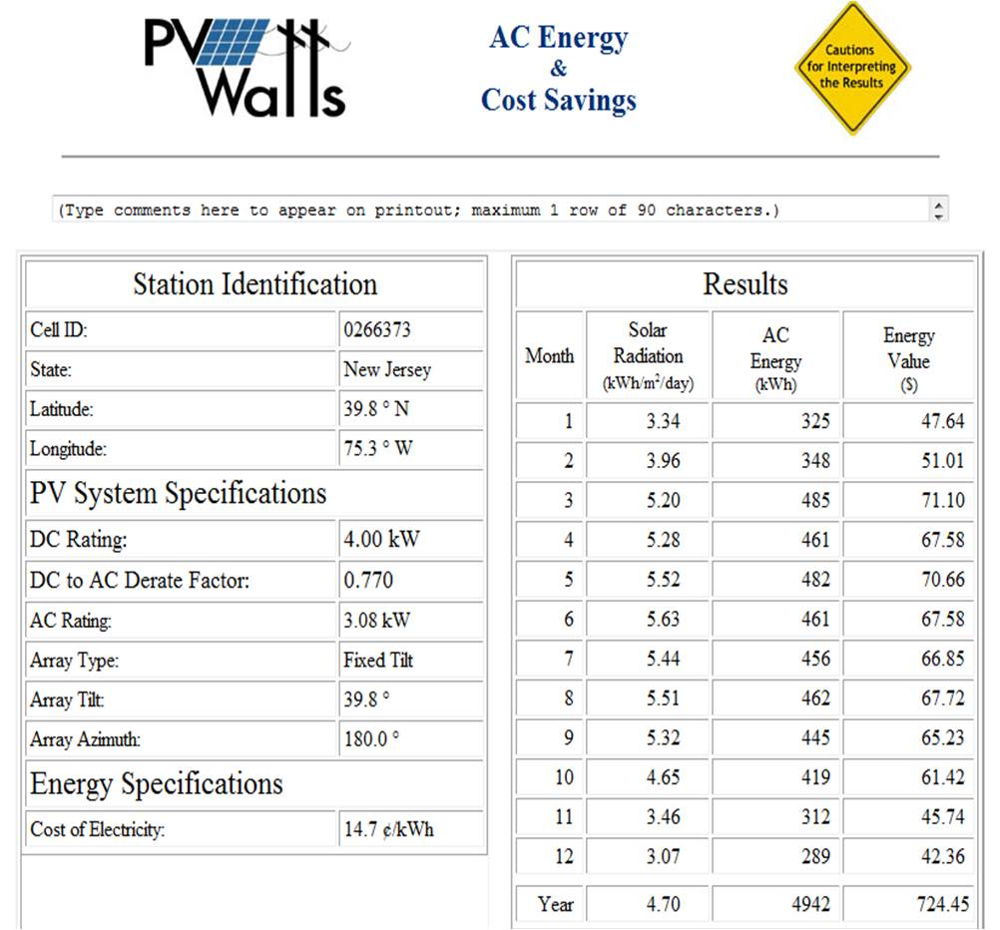 PV Watts
AC Energy
&
Cost Savings
Cautions
for Interpreting
the Results
(Type comments here to appear on printout; maximum 1 row of 90 characters.)
Station Identification
Cell ID: 0266373
State: New Jersey
Latitude: 39.8 ° N
Longitude: 75.3 ° W
PV System Specifications
DC Rating: 4.00 kW
DC to AC Derate Factor: 0.770
AC Rating: 3.08 kW
Array Type: Fixed Tilt
Array Tilt: 39.8 °
Array Azimuth: 180.0 °
Energy Specifications
Cost of Electricity: 14.7 ¢/kWh
Results
Month Solar Radiation (kWh/m²/day) AC Energy (kWh) Energy Value ($)
1 3.34 325 47.64
2 3.96 348 51.01
3 5.20 485 71.10
4 5.28 461 67.58
5 5.52 482 70.66
6 5.63 461 67.58
7 5.44 456 66.85
8 5.51 462 67.72
9 5.32 445 65.23
10 4.65 419 61.42
11 3.46 312 45.74
12 3.07 289 42.36
Year 4.70 4942 724.45